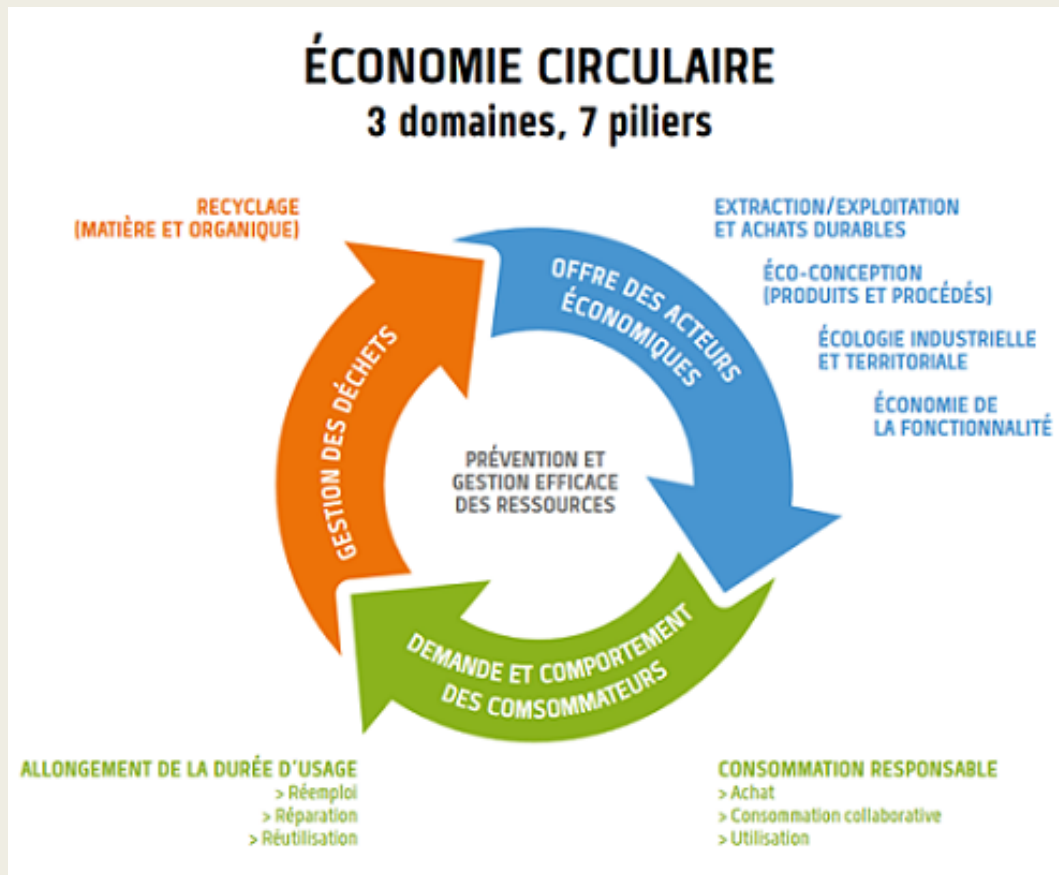 ÉCONOMIE CIRCULAIRE
3 domaines, 7 piliers
RECYCLAGE
(MATIÈRE ET ORGANIQUE)
EXTRACTION/EXPLOITATION
ET ACHATS DURABLES
ÉCO-CONCEPTION
(PRODUITS ET PROCÉDÉS)
ÉCOLOGIE INDUSTRIELLE
ET TERRITORIALE
ÉCONOMIE DE
LA FONCTIONNALITÉ
OFFRE DES ACTEURS
ÉCONOMIQUES
GESTION DES DÉCHETS
PRÉVENTION ET
GESTION EFFICACE
DES RESSOURCES
DEMANDE ET COMPORTEMENT
DES COMSOMMATEURS
ALLONGEMENT DE LA DURÉE D'USAGE
> Réemploi
> Réparation
> Réutilisation
CONSOMMATION RESPONSABLE
> Achat
> Consommation collaborative
> Utilisation